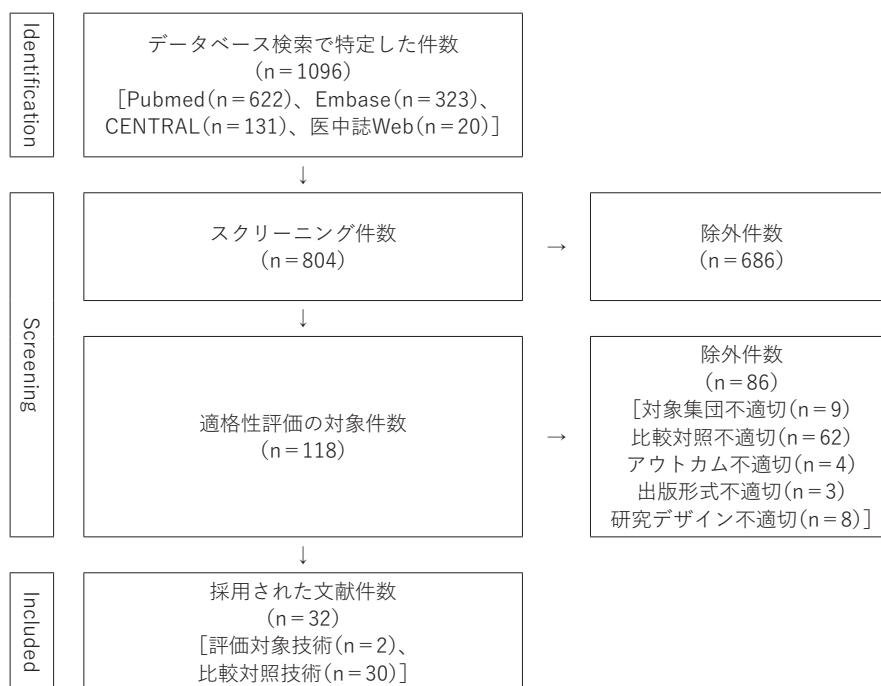 Identification
データベース検索で特定した件数
(n=1096)
[Pubmed(n=622)、Embase(n=323)、
CENTRAL(n=131)、医中誌Web(n=20)]
↓
Screening
スクリーニング件数
(n=804)
→
除外件数
(n=686)
↓
適格性評価の対象件数
(n=118)
→
除外件数
(n=86)
[対象集団不適切(n=9)
比較対照不適切(n=62)
アウトカム不適切(n=4)
出版形式不適切(n=3)
研究デザイン不適切(n=8)]
↓
Included
採用された文献件数
(n=32)
[評価対象技術(n=2)、
比較対照技術(n=30)]